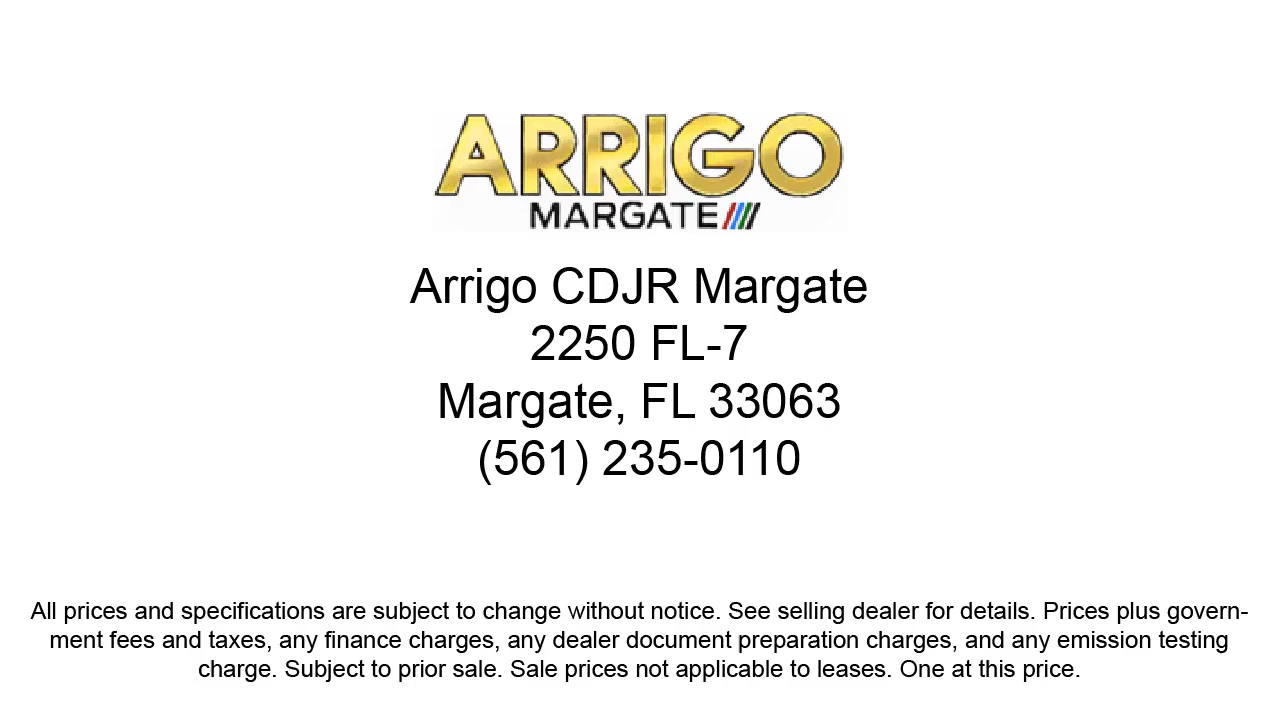 ARRIGO
MARGATE
Arrigo CDJR Margate
2250 FL-7
Margate, FL 33063
(561) 235-0110
All prices and specifications are subject to change without notice. See selling dealer for details. Prices plus govern-
ment fees and taxes, any finance charges, any dealer document preparation charges, and any emission testing
charge. Subject to prior sale. Sale prices not applicable to leases. One at this price.